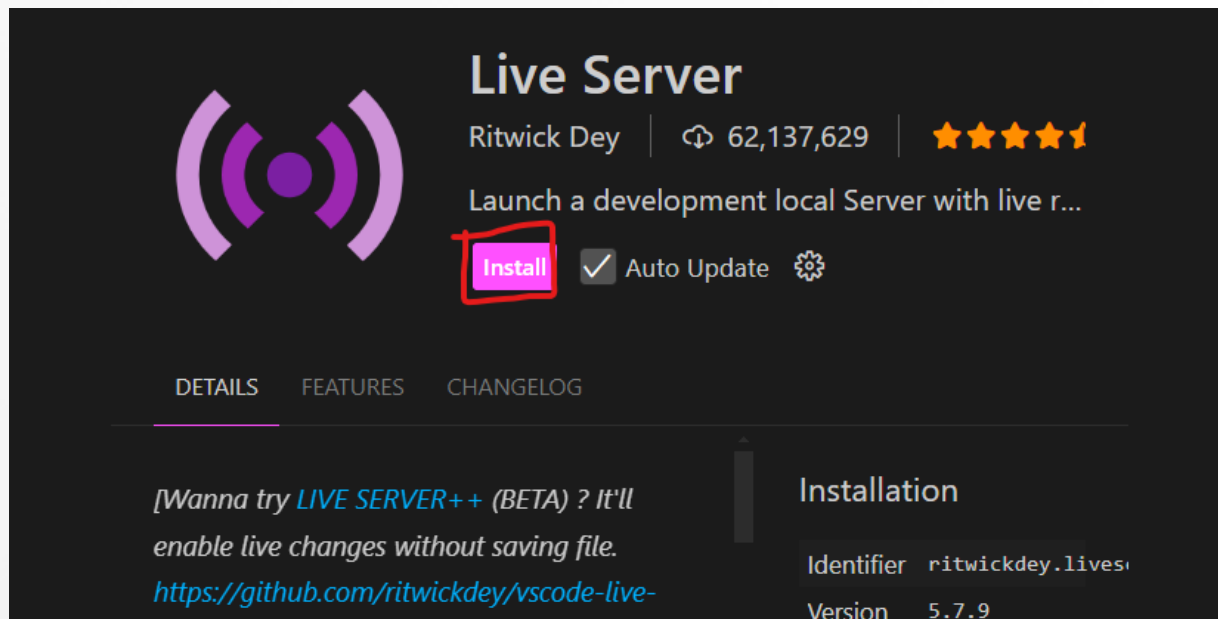 Live Server
Ritwick Dey 62,137,629
Launch a development local Server with live r...
Install Auto Update
DETAILS FEATURES CHANGELOG
[Wanna try LIVE SERVER++ (BETA) ? It'll
enable live changes without saving file.
https://github.com/ritwickdey/vscode-live-
Installation
Identifier ritwickdey.lives
Version 5.7.9